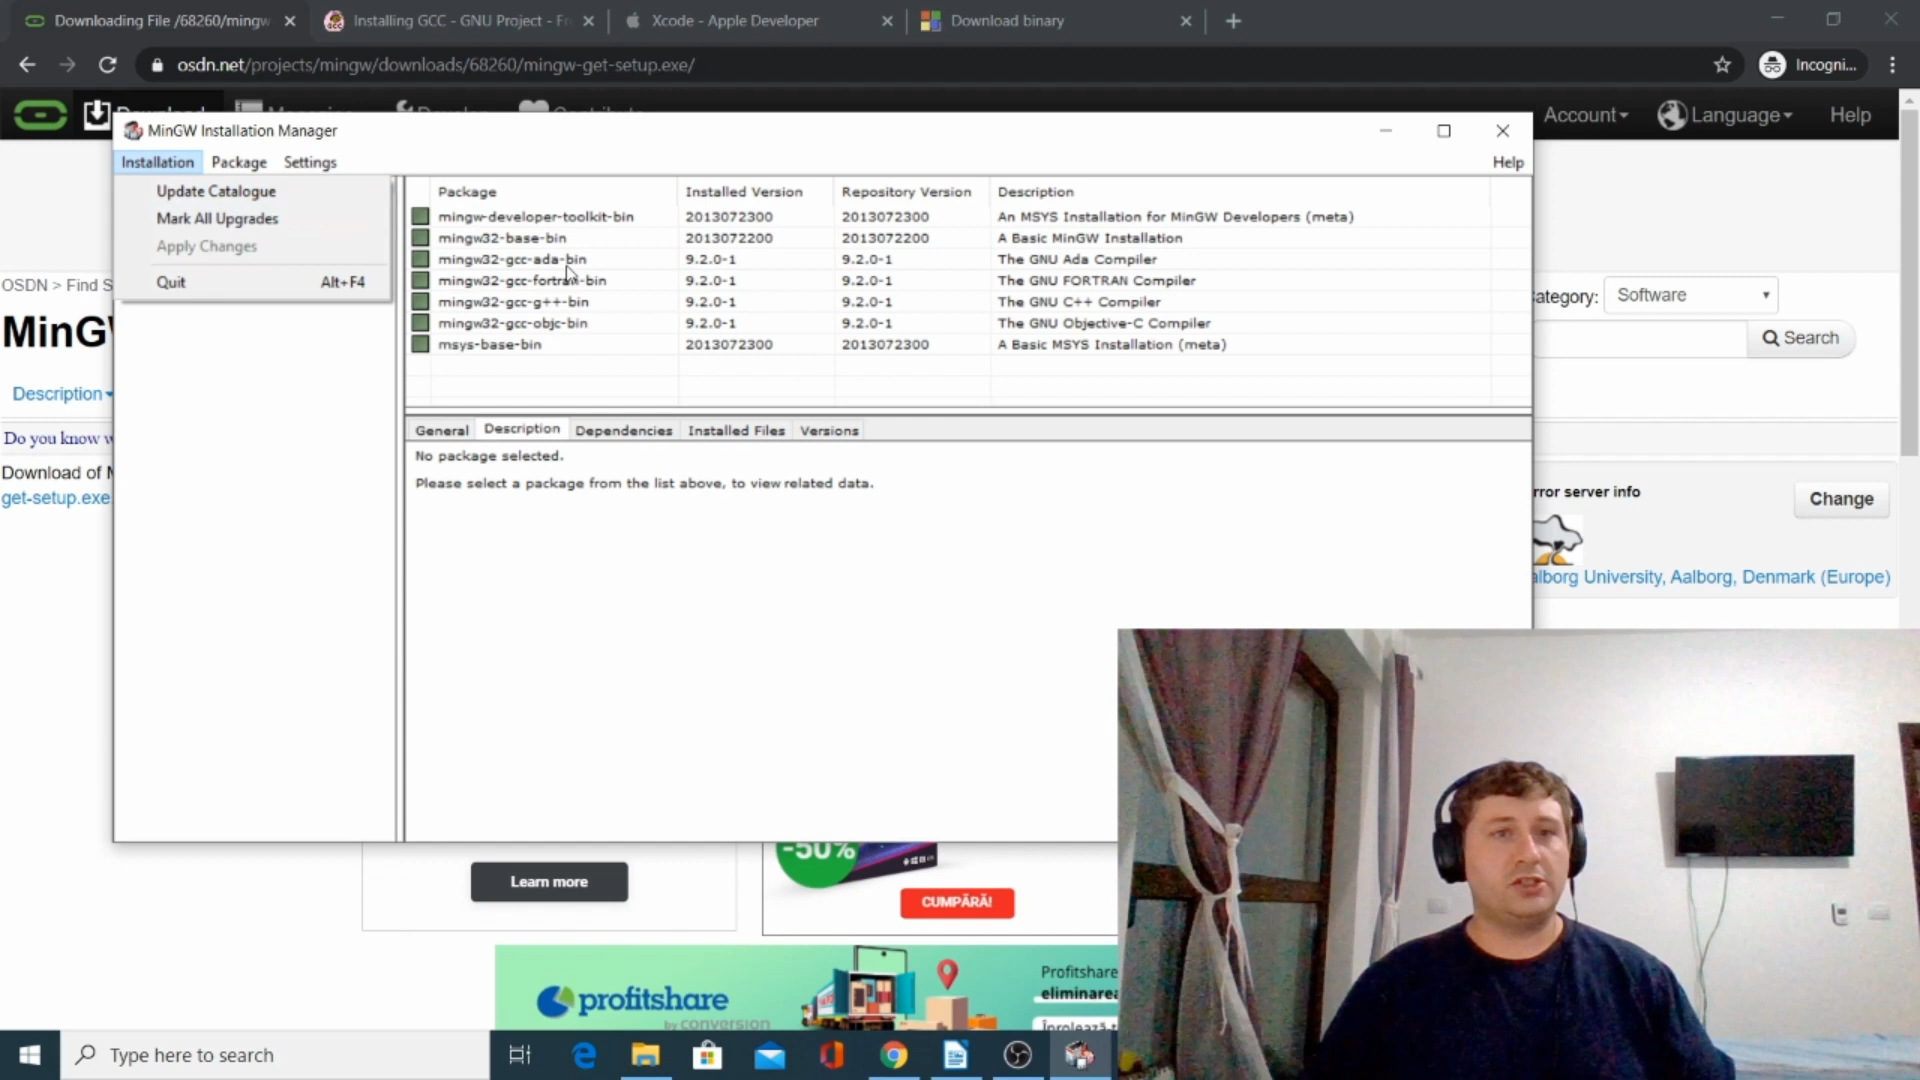 Downloading File /68260/mingw
Installing GCC - GNU Project - Fr
Xcode - Apple Developer
Download binary
osdn.net/projects/mingw/downloads/68260/mingw-get-setup.exe/
Incogni...
Account
Language
Help
MinGW Installation Manager
Installation Package Settings
Help
Update Catalogue
Mark All Upgrades
Apply Changes
Quit Alt+F4
Package Installed Version Repository Version Description
mingw-developer-toolkit-bin 2013072300 2013072300 An MSYS Installation for MinGW Developers (meta)
mingw32-base-bin 2013072200 2013072200 A Basic MinGW Installation
mingw32-gcc-ada-bin 9.2.0-1 9.2.0-1 The GNU Ada Compiler
mingw32-gcc-fortran-bin 9.2.0-1 9.2.0-1 The GNU FORTRAN Compiler
mingw32-gcc-g++-bin 9.2.0-1 9.2.0-1 The GNU C++ Compiler
mingw32-gcc-objc-bin 9.2.0-1 9.2.0-1 The GNU Objective-C Compiler
msys-base-bin 2013072300 2013072300 A Basic MSYS Installation (meta)
General Description Dependencies Installed Files Versions
No package selected.
Please select a package from the list above, to view related data.
OSDN > Find S
MinGW
Description
Do you know w
Download of M
get-setup.exe
ategory: Software
Search
rror server info
Change
alborg University, Aalborg, Denmark (Europe)
Learn more
-50%
CUMPĂRĂ!
profitshare
by conversion
Profitshare
eliminarea
Type here to search